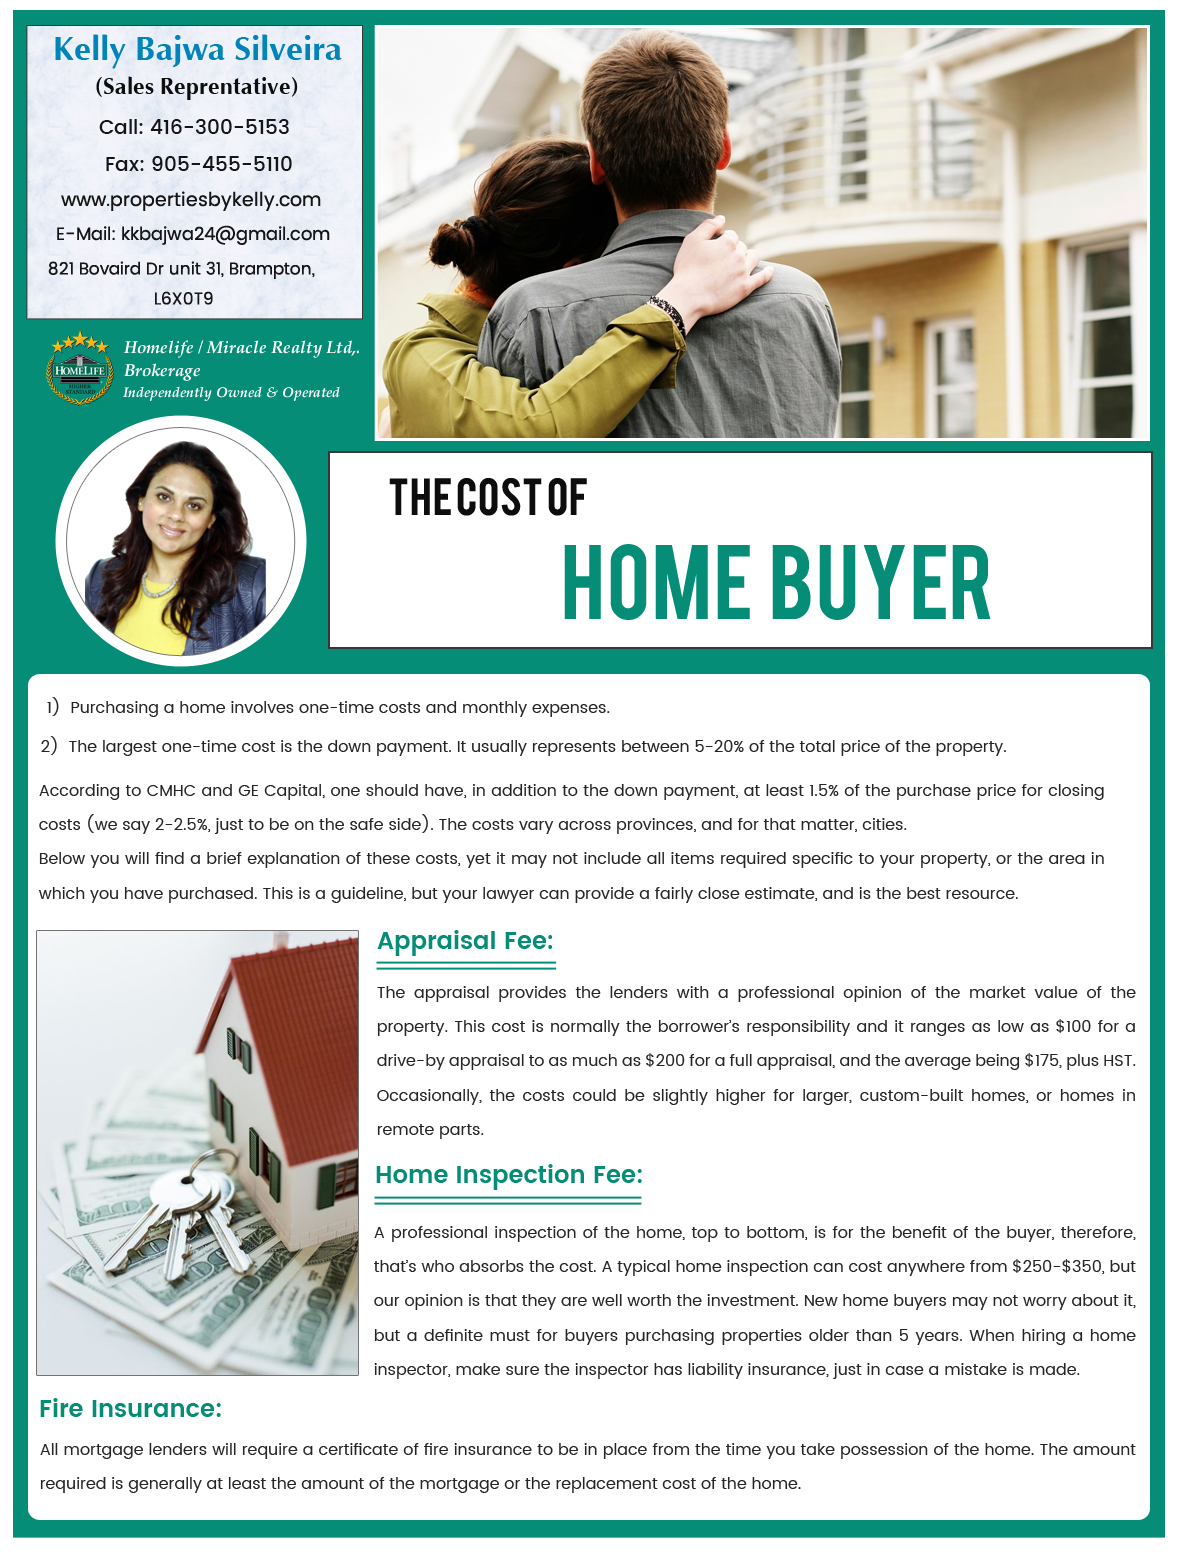 Kelly Bajwa Silveira
(Sales Reprentative)
Call: 416-300-5153
Fax: 905-455-5110
www.propertiesbykelly.com
E-Mail: kkbajwa24@gmail.com
821 Bovaird Dr unit 31, Brampton,
L6X0T9
HOMELIFE
HIGHER
STANDARD
Homelife / Miracle Realty Ltd,.
Brokerage
Independently Owned & Operated
THE COST OF
HOME BUYER
1) Purchasing a home involves one-time costs and monthly expenses.
2) The largest one-time cost is the down payment. It usually represents between 5-20% of the total price of the property.
According to CMHC and GE Capital, one should have, in addition to the down payment, at least 1.5% of the purchase price for closing
costs (we say 2-2.5%, just to be on the safe side). The costs vary across provinces, and for that matter, cities.
Below you will find a brief explanation of these costs, yet it may not include all items required specific to your property, or the area in
which you have purchased. This is a guideline, but your lawyer can provide a fairly close estimate, and is the best resource.
Appraisal Fee:
The appraisal provides the lenders with a professional opinion of the market value of the
property. This cost is normally the borrower's responsibility and it ranges as low as $100 for a
drive-by appraisal to as much as $200 for a full appraisal, and the average being $175, plus HST.
Occasionally, the costs could be slightly higher for larger, custom-built homes, or homes in
remote parts.
Home Inspection Fee:
A professional inspection of the home, top to bottom, is for the benefit of the buyer, therefore,
that's who absorbs the cost. A typical home inspection can cost anywhere from $250-$350, but
our opinion is that they are well worth the investment. New home buyers may not worry about it,
but a definite must for buyers purchasing properties older than 5 years. When hiring a home
inspector, make sure the inspector has liability insurance, just in case a mistake is made.
Fire Insurance:
All mortgage lenders will require a certificate of fire insurance to be in place from the time you take possession of the home. The amount
required is generally at least the amount of the mortgage or the replacement cost of the home.